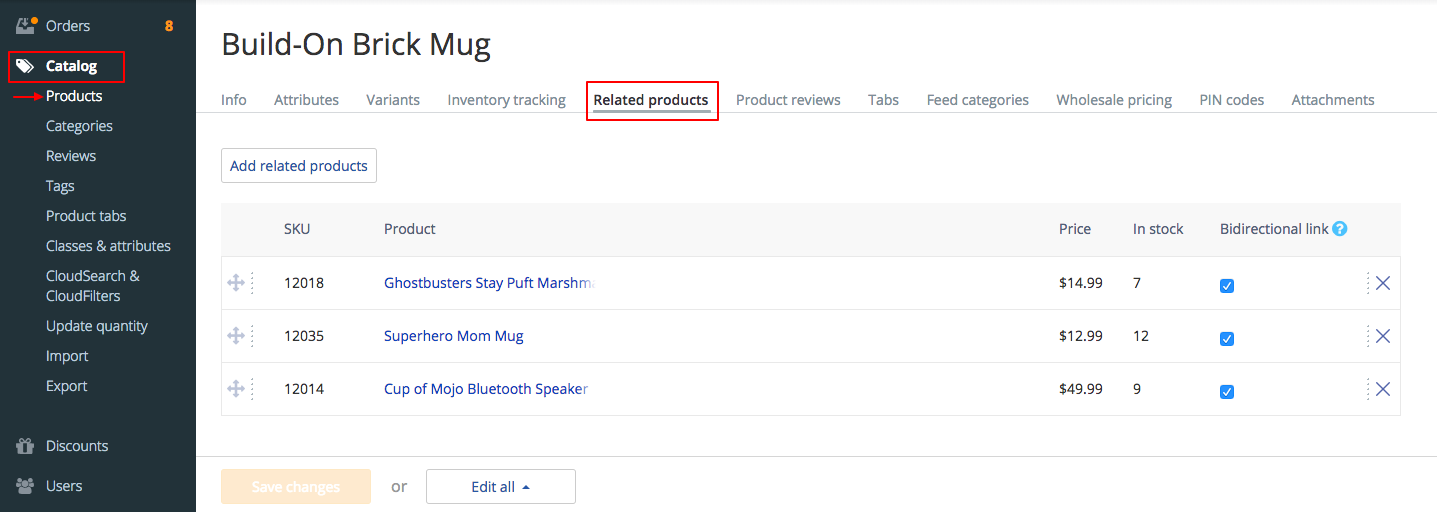 Orders 8
Catalog
Products
Categories
Reviews
Tags
Product tabs
Classes & attributes
CloudSearch &
CloudFilters
Update quantity
Import
Export
Discounts
Users
Build-On Brick Mug
Info Attributes Variants Inventory tracking Related products Product reviews Tabs Feed categories Wholesale pricing PIN codes Attachments
Add related products
SKU Product Price In stock Bidirectional link ?
12018 Ghostbusters Stay Puft Marshma $14.99 7
12035 Superhero Mom Mug $12.99 12
12014 Cup of Mojo Bluetooth Speaker $49.99 9
Save changes or Edit all